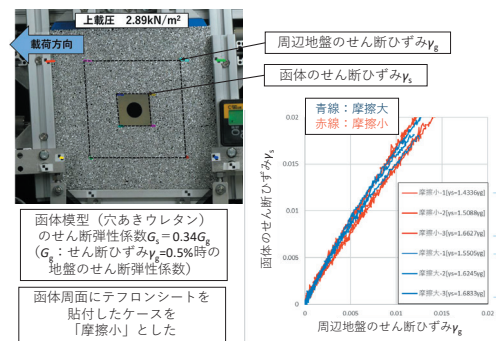 上載圧 2.89kN/m²
載荷方向
周辺地盤のせん断ひずみγg
函体のせん断ひずみγs
函体模型（穴あきウレタン）
のせん断弾性係数Gs＝0.34Gg
（Gg：せん断ひずみγg=0.5%時の
地盤のせん断弾性係数）
函体周面にテフロンシートを
貼付したケースを
「摩擦小」とした
青線：摩擦大
赤線：摩擦小
函体のせん断ひずみγs
0.02
0.015
0.01
0.005
0
0
0.005
0.01
0.015
0.02
周辺地盤のせん断ひずみγg
摩擦小-1[γs=1.4336γg]
摩擦小-2[γs=1.5088γg]
摩擦小-3[γs=1.6627γg]
摩擦大-1[γs=1.5505γg]
摩擦大-2[γs=1.6245γg]
摩擦大-3[γs=1.6833γg]